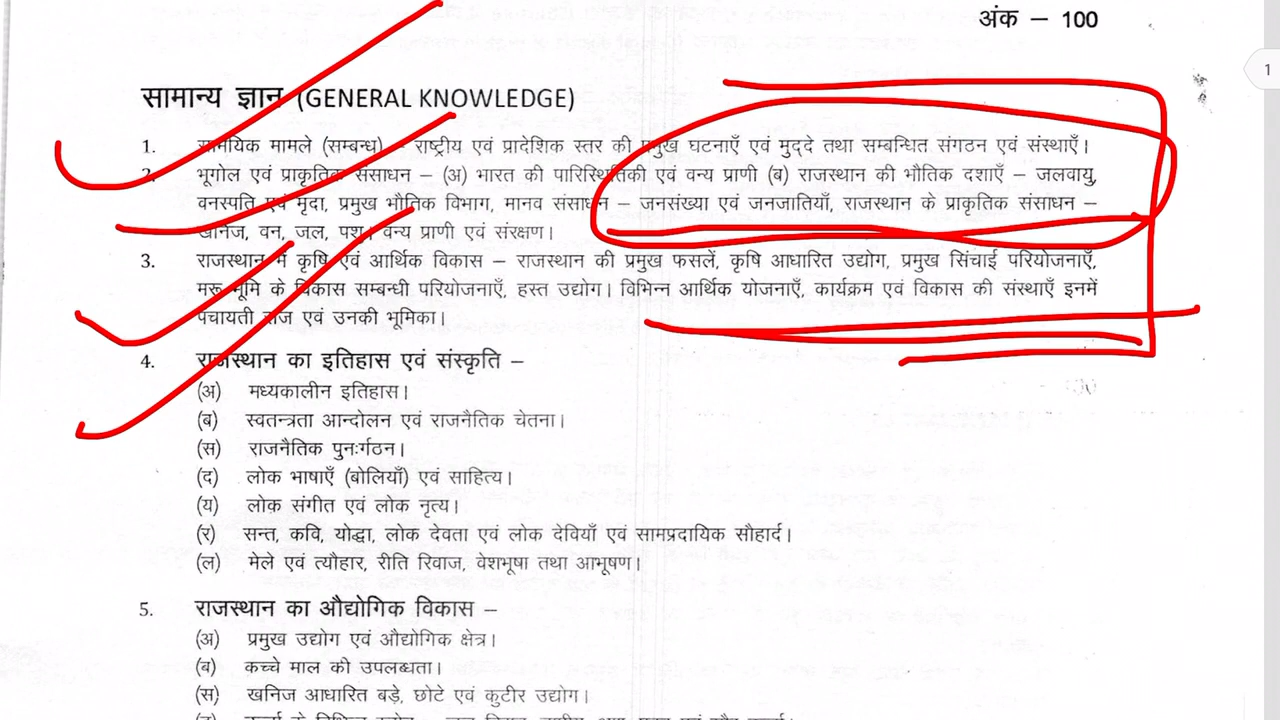 अंक – 100
1
सामान्य ज्ञान (GENERAL KNOWLEDGE)
1. सामयिक मामले (सम्बन्ध) – राष्ट्रीय एवं प्रादेशिक स्तर की प्रमुख घटनाएँ एवं मुद्दे तथा सम्बन्धित संगठन एवं संस्थाएँ।
2. भूगोल एवं प्राकृतिक संसाधन – (अ) भारत की पारिस्थितिकी एवं वन्य प्राणी (ब) राजस्थान की भौतिक दशाएँ – जलवायु,
वनस्पति एवं मृदा, प्रमुख भौतिक विभाग, मानव संसाधन – जनसंख्या एवं जनजातियाँ, राजस्थान के प्राकृतिक संसाधन –
खनिज, वन, जल, पशु, वन्य प्राणी एवं संरक्षण।
3. राजस्थान में कृषि एवं आर्थिक विकास – राजस्थान की प्रमुख फसलें, कृषि आधारित उद्योग, प्रमुख सिंचाई परियोजनाएँ,
मरू भूमि के विकास सम्बन्धी परियोजनाएँ, हस्त उद्योग। विभिन्न आर्थिक योजनाएँ, कार्यक्रम एवं विकास की संस्थाएँ इनमें
पंचायती राज एवं उनकी भूमिका।
4. राजस्थान का इतिहास एवं संस्कृति –
(अ) मध्यकालीन इतिहास।
(ब) स्वतन्त्रता आन्दोलन एवं राजनैतिक चेतना।
(स) राजनैतिक पुनःर्गठन।
(द) लोक भाषाएँ (बोलियाँ) एवं साहित्य।
(य) लोक संगीत एवं लोक नृत्य।
(र) सन्त, कवि, योद्धा, लोक देवता एवं लोक देवियाँ एवं सामप्रदायिक सौहार्द।
(ल) मेले एवं त्यौहार, रीति रिवाज, वेशभूषा तथा आभूषण।
5. राजस्थान का औद्योगिक विकास –
(अ) प्रमुख उद्योग एवं औद्योगिक क्षेत्र।
(ब) कच्चे माल की उपलब्धता।
(स) खनिज आधारित बड़े, छोटे एवं कुटीर उद्योग।